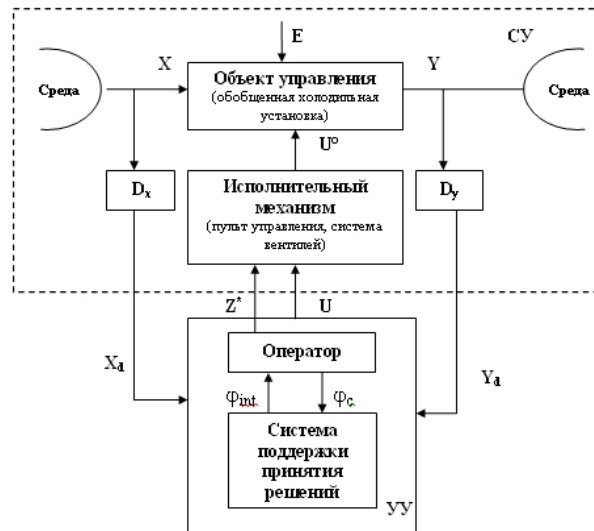 E
СУ
X
Y
Среда
Объект управления
(обобщенная холодильная
установка)
Среда
U°
Dx
Исполнительный
механизм
(пульт управления, система
вентилей)
Dy
Z*
U
Xd
Оператор
Yd
φint
φc
Система
поддержки
принятия
решений
УУ